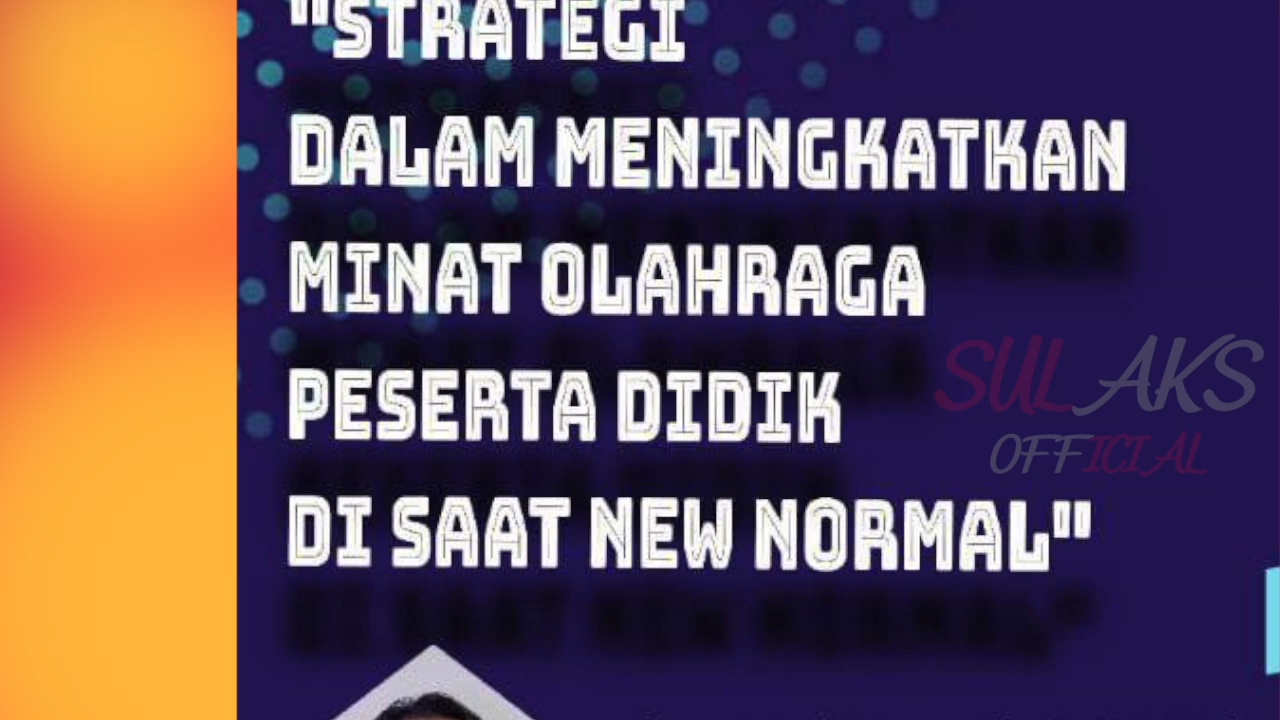 "STRATEGI
DALAM MENINGKATKAN
MINAT OLAHRAGA
PESERTA DIDIK
DI SAAT NEW NORMAL"
SULAKS
OFFICIAL